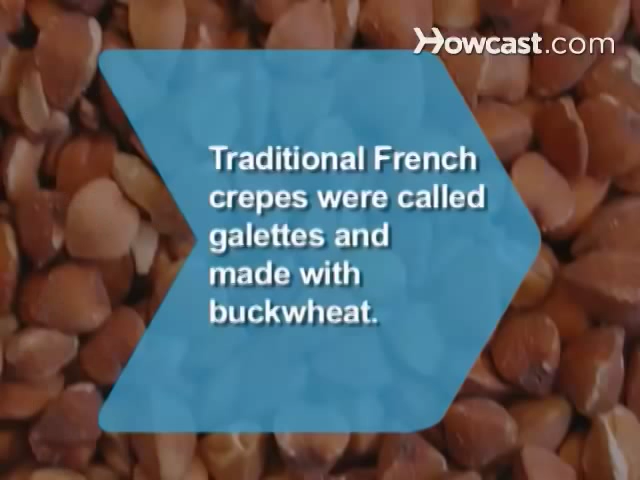 Howcast.com
Traditional French
crepes were called
galettes and
made with
buckwheat.